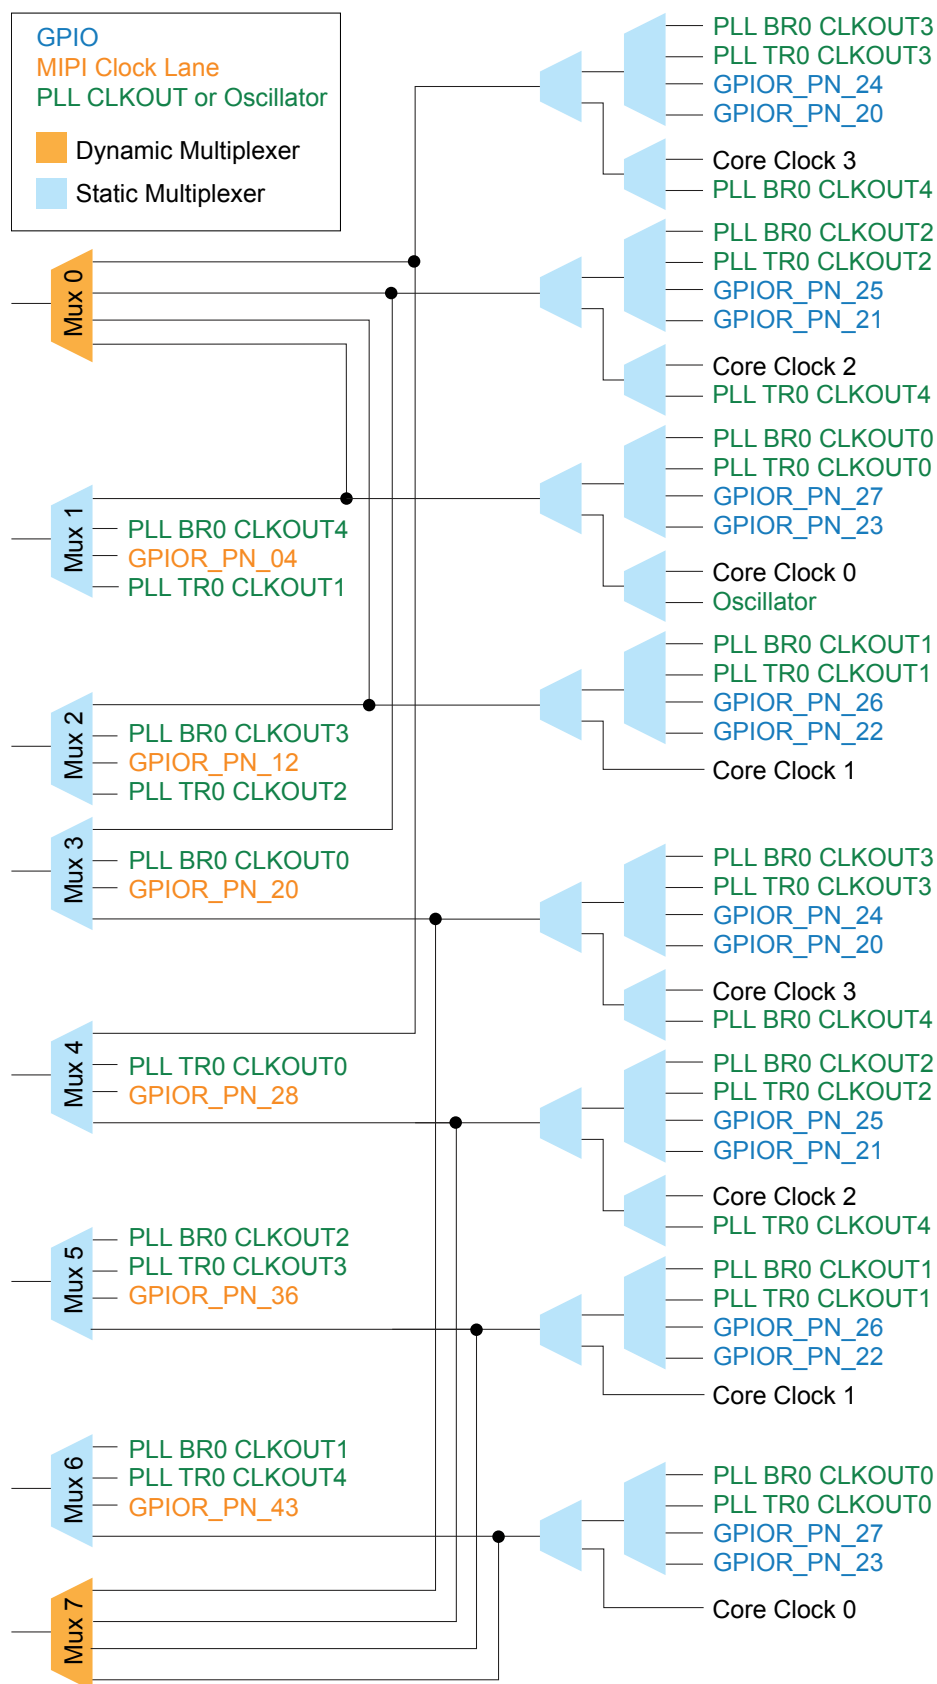 GPIO
MIPI Clock Lane
PLL CLKOUT or Oscillator
Dynamic Multiplexer
Static Multiplexer
PLL BR0 CLKOUT3
PLL TR0 CLKOUT3
GPIOR_PN_24
GPIOR_PN_20
Core Clock 3
PLL BR0 CLKOUT4
Mux 0
PLL BR0 CLKOUT2
PLL TR0 CLKOUT2
GPIOR_PN_25
GPIOR_PN_21
Core Clock 2
PLL TR0 CLKOUT4
Mux 1
PLL BR0 CLKOUT4
GPIOR_PN_04
PLL TR0 CLKOUT1
PLL BR0 CLKOUT0
PLL TR0 CLKOUT0
GPIOR_PN_27
GPIOR_PN_23
Core Clock 0
Oscillator
Mux 2
PLL BR0 CLKOUT3
GPIOR_PN_12
PLL TR0 CLKOUT2
PLL BR0 CLKOUT1
PLL TR0 CLKOUT1
GPIOR_PN_26
GPIOR_PN_22
Core Clock 1
Mux 3
PLL BR0 CLKOUT0
GPIOR_PN_20
PLL BR0 CLKOUT3
PLL TR0 CLKOUT3
GPIOR_PN_24
GPIOR_PN_20
Core Clock 3
PLL BR0 CLKOUT4
Mux 4
PLL TR0 CLKOUT0
GPIOR_PN_28
PLL BR0 CLKOUT2
PLL TR0 CLKOUT2
GPIOR_PN_25
GPIOR_PN_21
Core Clock 2
PLL TR0 CLKOUT4
Mux 5
PLL BR0 CLKOUT2
PLL TR0 CLKOUT3
GPIOR_PN_36
PLL BR0 CLKOUT1
PLL TR0 CLKOUT1
GPIOR_PN_26
GPIOR_PN_22
Core Clock 1
Mux 6
PLL BR0 CLKOUT1
PLL TR0 CLKOUT4
GPIOR_PN_43
PLL BR0 CLKOUT0
PLL TR0 CLKOUT0
GPIOR_PN_27
GPIOR_PN_23
Core Clock 0
Mux 7